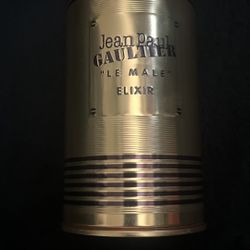 Jean Paul
GAULTIER
"LE MALE"
ELIXIR